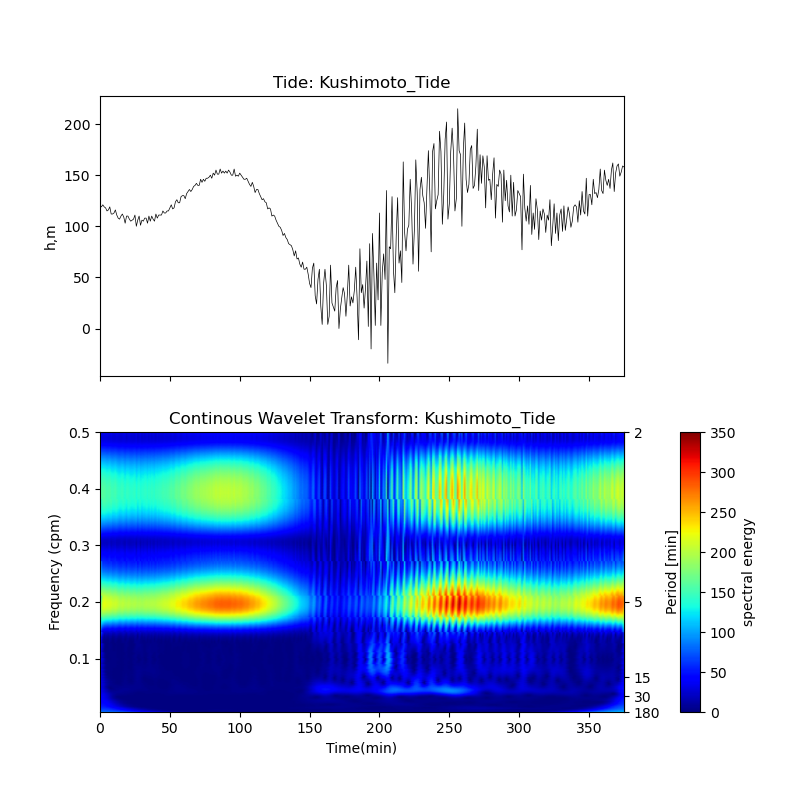 Tide: Kushimoto_Tide
200
150
100
50
0
h,m
Continous Wavelet Transform: Kushimoto_Tide
0.5
0.4
0.3
0.2
0.1
Frequency (cpm)
0 50 100 150 200 250 300 350
Time(min)
2
5
15
30
180
Period [min]
350
300
250
200
150
100
50
0
spectral energy